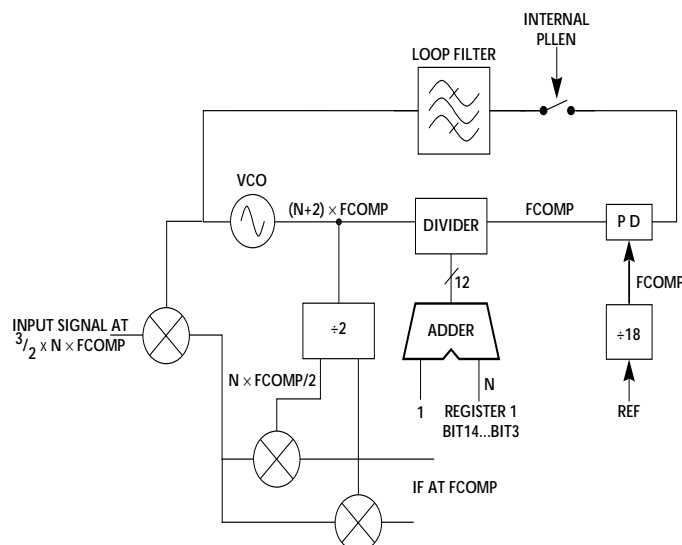 INTERNAL
PLLEN
LOOP FILTER
VCO
(N+2) × FCOMP
DIVIDER
FCOMP
P D
FCOMP
12
INPUT SIGNAL AT
3/2 x N × FCOMP
÷2
ADDER
÷18
N × FCOMP/2
N
1
REGISTER 1
BIT14...BIT3
REF
IF AT FCOMP